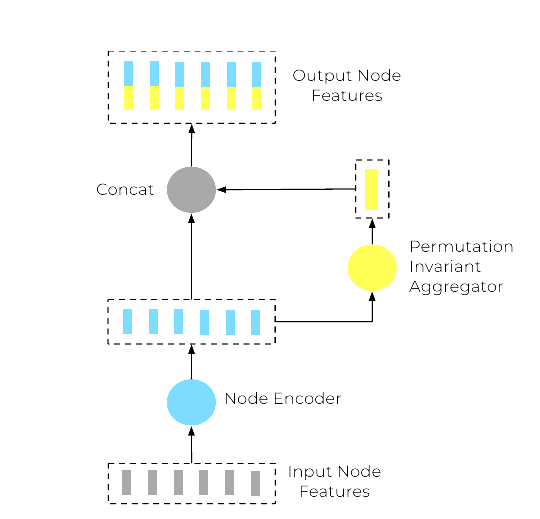 Output Node
Features
Concat
Permutation
Invariant
Aggregator
Node Encoder
Input Node
Features